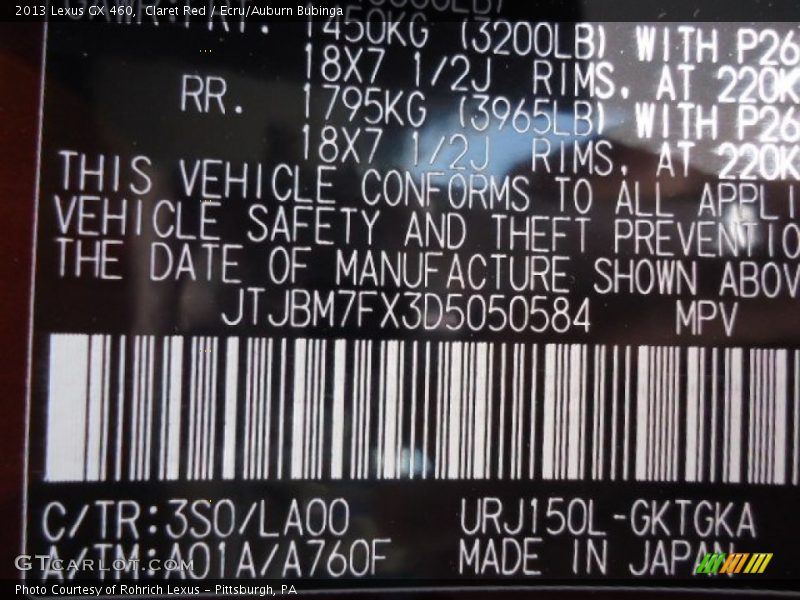 2013 Lexus GX 460,  Claret Red / Ecru/Auburn Bubinga
1450KG (3200LB) WITH P26
18X7 1/2J RIMS, AT 220K
RR. 1795KG (3965LB) WITH P26
18X7 1/2J RIMS, AT 220K
THIS VEHICLE CONFORMS TO ALL APPLI
VEHICLE SAFETY AND THEFT PREVENTIO
THE DATE OF MANUFACTURE SHOWN ABOV
JTJBM7FX3D5050584 MPV
C/TR:3S0/LA00 URJ150L-GKTGKA
A/TM:A01A/A760F MADE IN JAPAN
GTCarLot.com
Photo Courtesy of Rohrich Lexus – Pittsburgh, PA